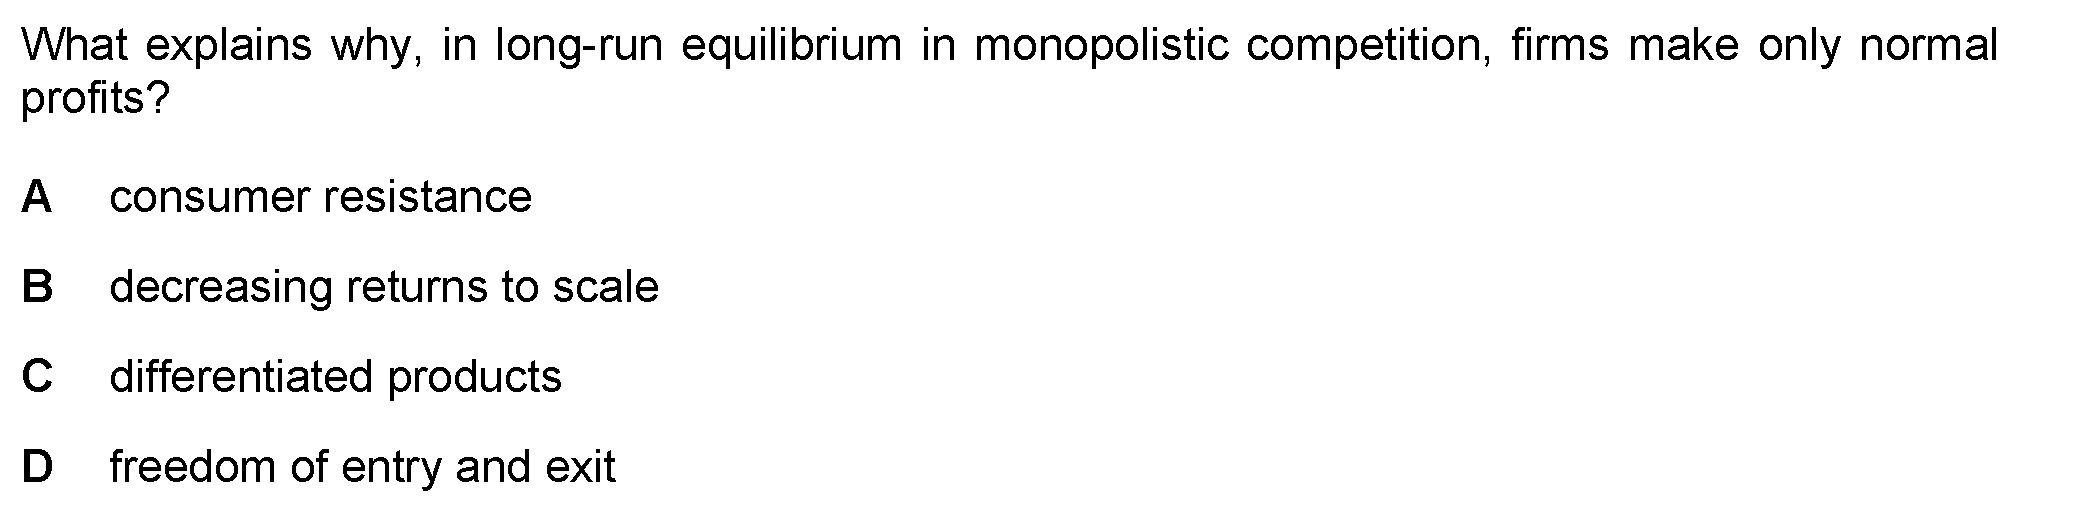 What explains why, in long-run equilibrium in monopolistic competition, firms make only normal
profits?
A consumer resistance
B decreasing returns to scale
C differentiated products
D freedom of entry and exit